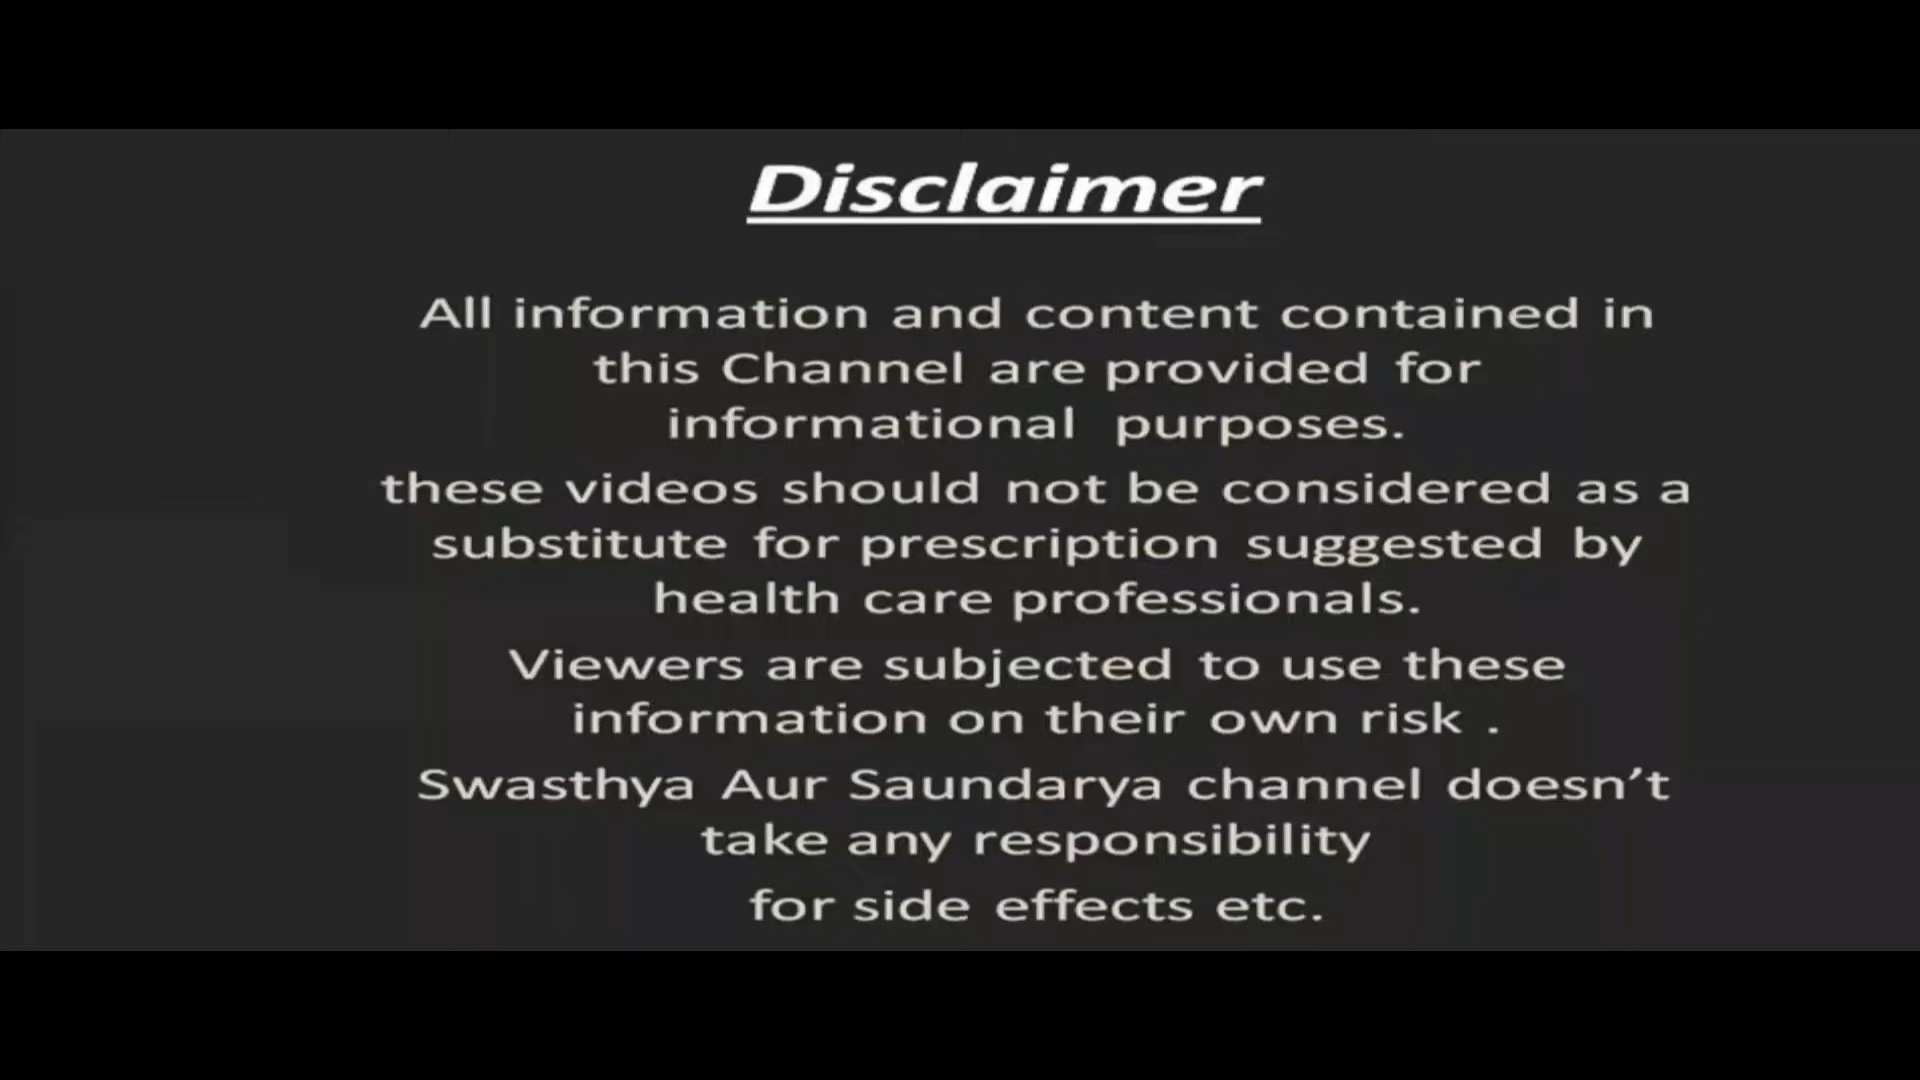 Disclaimer
All information and content contained in
this Channel are provided for
informational purposes.
these videos should not be considered as a
substitute for prescription suggested by
health care professionals.
Viewers are subjected to use these
information on their own risk .
Swasthya Aur Saundarya channel doesn’t
take any responsibility
for side effects etc.